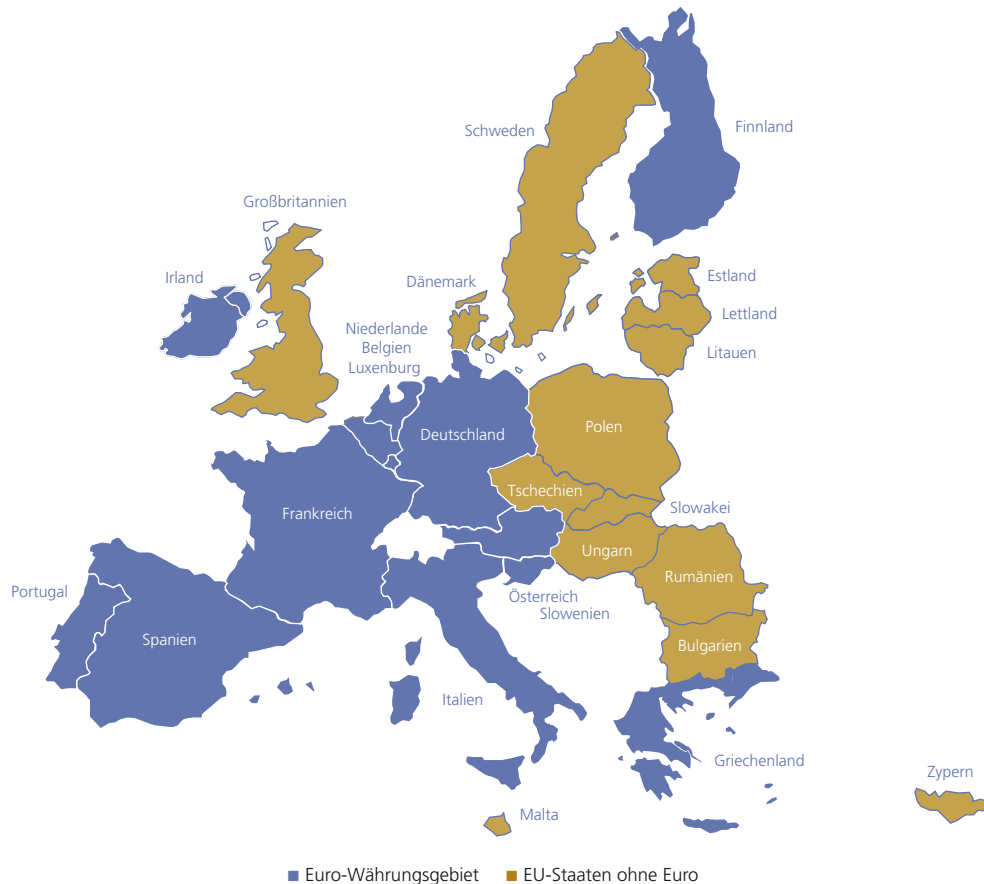 Finnland
Schweden
Großbritannien
Irland
Estland
Dänemark
Lettland
Niederlande
Belgien
Luxenburg
Litauen
Polen
Deutschland
Tschechien
Slowakei
Frankreich
Ungarn
Rumänien
Portugal
Österreich
Slowenien
Spanien
Bulgarien
Italien
Griechenland
Zypern
Malta
Euro-Währungsgebiet
EU-Staaten ohne Euro